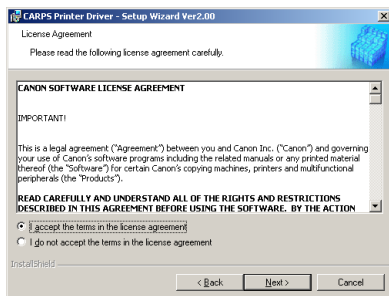 CARPS Printer Driver - Setup Wizard Ver2.00
License Agreement
Please read the following license agreement carefully.
CANON SOFTWARE LICENSE AGREEMENT
IMPORTANT!
This is a legal agreement ("Agreement") between you and Canon Inc. ("Canon") and governing
your use of Canon's software programs including the related manuals or any printed material
thereof (the "Software") for certain Canon's copying machines, printers and multifunctional
peripherals (the "Products").
READ CAREFULLY AND UNDERSTAND ALL OF THE RIGHTS AND RESTRICTIONS
DESCRIBED IN THIS AGREEMENT BEFORE USING THE SOFTWARE. BY THE ACTION
I accept the terms in the license agreement
I do not accept the terms in the license agreement
InstallShield
< Back Next > Cancel